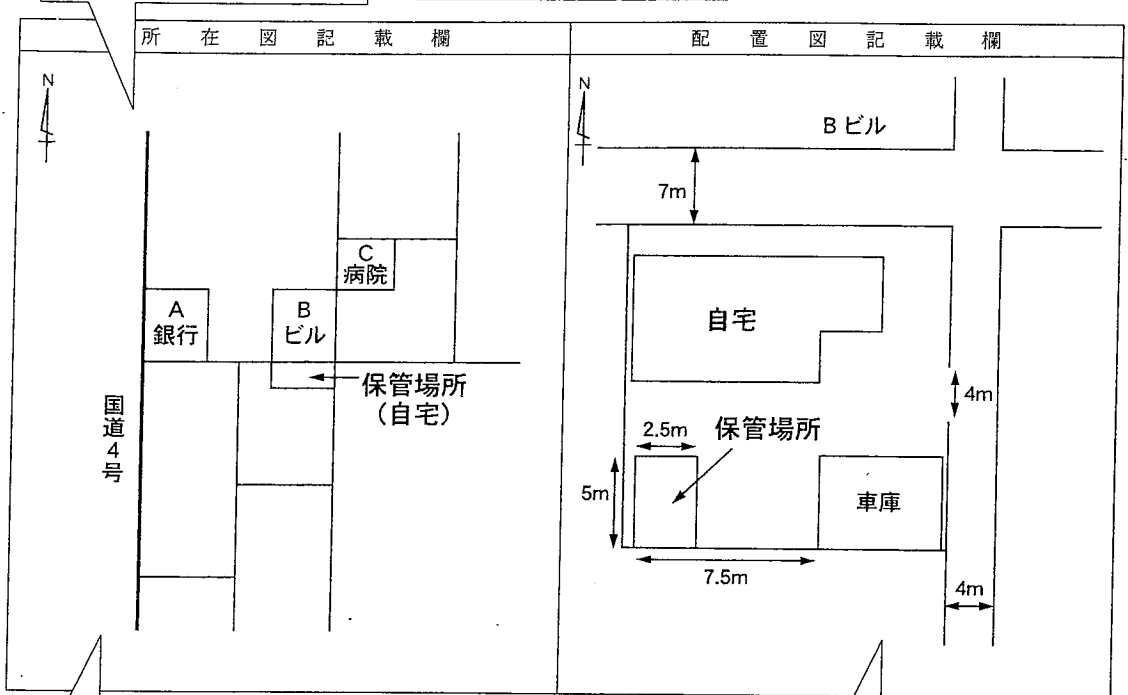 所在図記載欄
配置図記載欄
N
C
病院
A
銀行
B
ビル
保管場所
(自宅)
国道4号
N
Bビル
7m
自宅
4m
2.5m
保管場所
5m
車庫
7.5m
4m